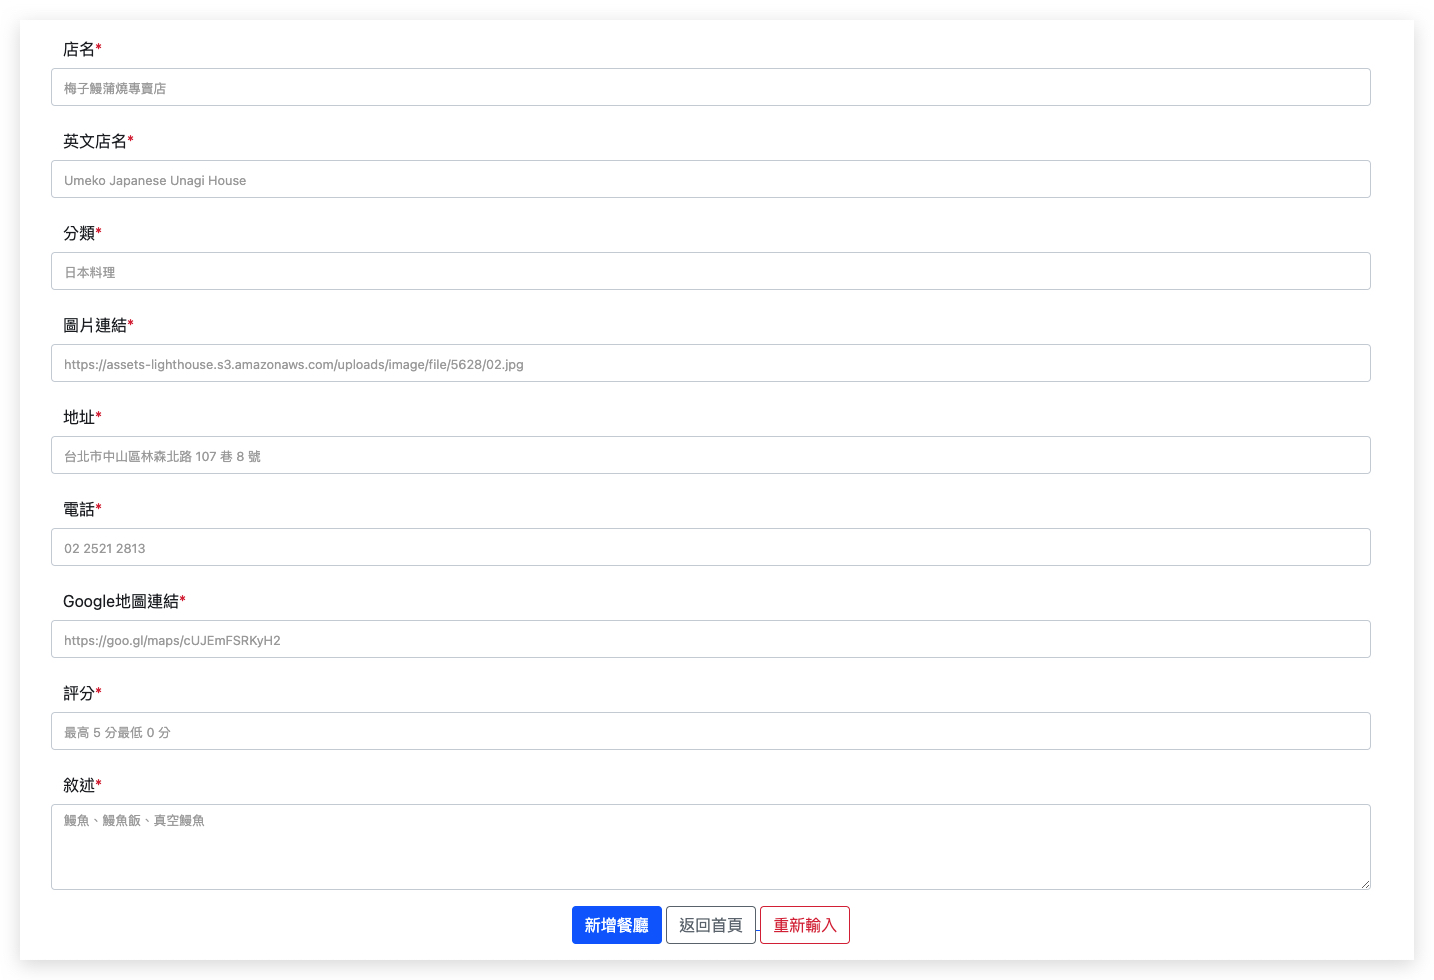 店名*
梅子鰻蒲燒專賣店
英文店名*
Umeko Japanese Unagi House
分類*
日本料理
圖片連結*
https://assets-lighthouse.s3.amazonaws.com/uploads/image/file/5628/02.jpg
地址*
台北市中山區林森北路 107 巷 8 號
電話*
02 2521 2813
Google地圖連結*
https://goo.gl/maps/cUJEmFSRKyH2
評分*
最高 5 分最低 0 分
敘述*
鰻魚、鰻魚飯、真空鰻魚
新增餐廳 返回首頁 重新輸入